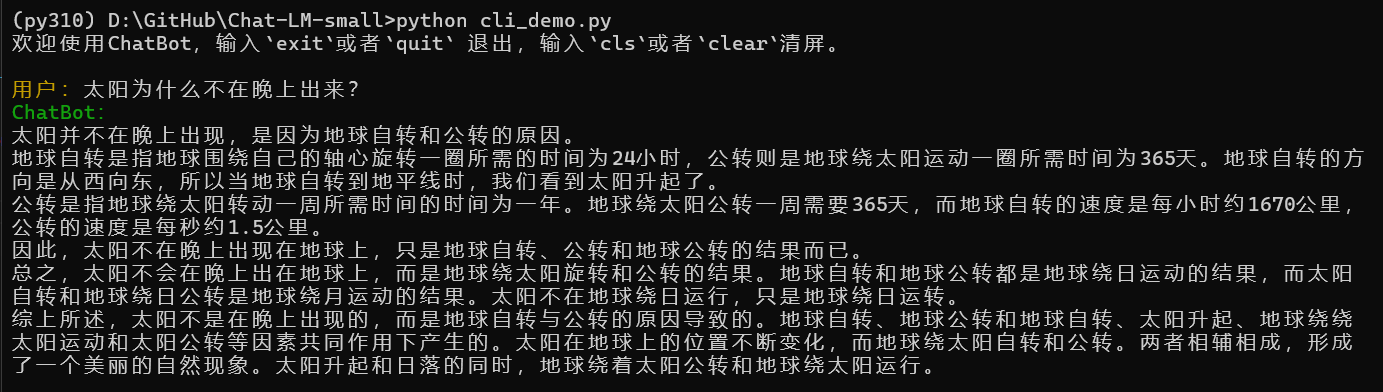 (py310) D:\GitHub\Chat-LM-small>python cli_demo.py
欢迎使用ChatBot，输入`exit`或者`quit` 退出，输入`cls`或者`clear`清屏。
用户：太阳为什么不在晚上出来？
ChatBot：
太阳并不在晚上出现，是因为地球自转和公转的原因。
地球自转是指地球围绕自己的轴心旋转一圈所需的时间为24小时，公转则是地球绕太阳运动一圈所需时间为365天。地球自转的方
向是从西向东，所以当地球自转到地平线时，我们看到太阳升起了。
公转是指地球绕太阳转动一周所需时间的时间为一年。地球绕太阳公转一周需要365天，而地球自转的速度是每小时约1670公里，
公转的速度是每秒约1.5公里。
因此，太阳不在晚上出现在地球上，只是地球自转、公转和地球公转的结果而已。
总之，太阳不会在晚上出在地球上，而是地球绕太阳旋转和公转的结果。地球自转和地球公转都是地球绕日运动的结果，而太阳
自转和地球绕日公转是地球绕月运动的结果。太阳不在地球绕日运行，只是地球绕日运转。
综上所述，太阳不是在晚上出现的，而是地球自转与公转的原因导致的。地球自转、地球公转和地球自转、太阳升起、地球绕绕
太阳运动和太阳公转等因素共同作用下产生的。太阳在地球上的位置不断变化，而地球绕太阳自转和公转。两者相辅相成，形成
了一个美丽的自然现象。太阳升起和日落的同时，地球绕着太阳公转和地球绕太阳运行。